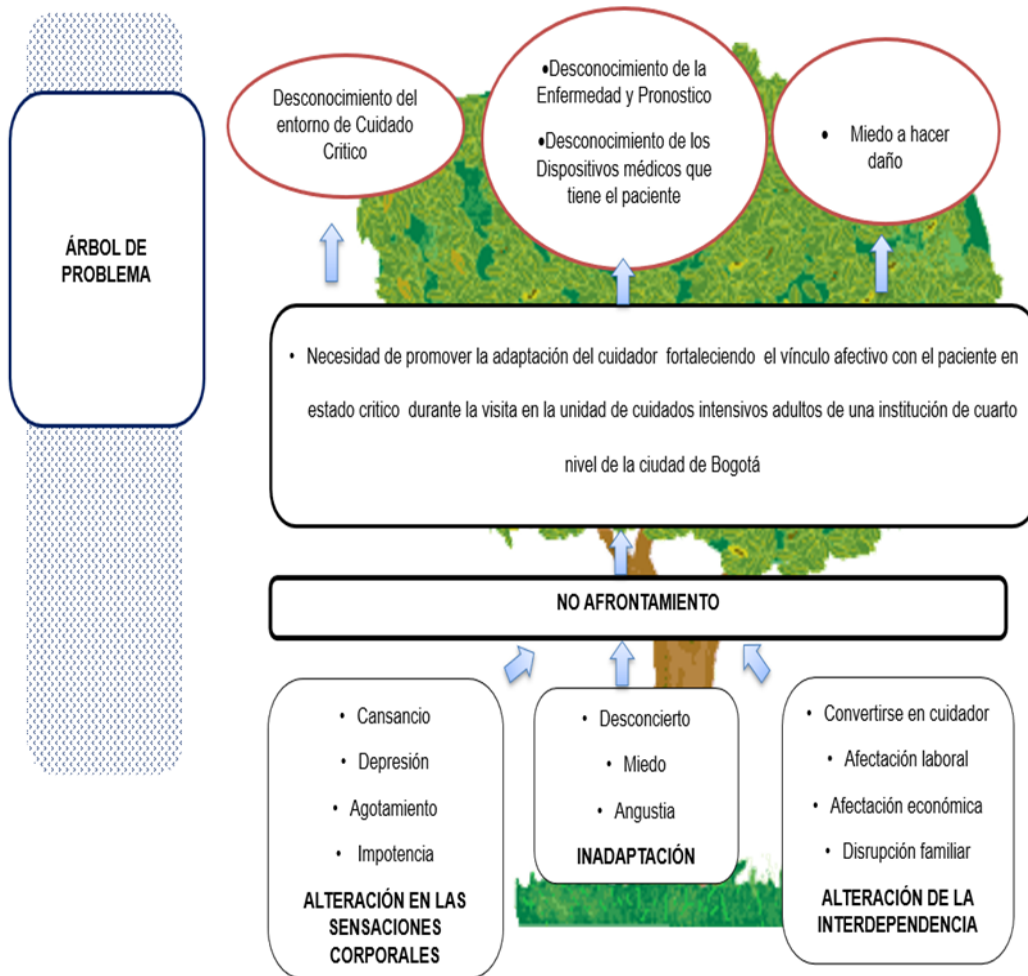 ÁRBOL DE
PROBLEMA
Desconocimiento del
entorno de Cuidado
Critico
•Desconocimiento de la
Enfermedad y Pronostico
•Desconocimiento de los
Dispositivos médicos que
tiene el paciente
• Miedo a hacer
daño
• Necesidad de promover la adaptación del cuidador fortaleciendo el vínculo afectivo con el paciente en
estado critico durante la visita en la unidad de cuidados intensivos adultos de una institución de cuarto
nivel de la ciudad de Bogotá
NO AFRONTAMIENTO
• Cansancio
• Depresión
• Agotamiento
• Impotencia
ALTERACIÓN EN LAS
SENSACIONES
CORPORALES
• Desconcierto
• Miedo
• Angustia
INADAPTACIÓN
• Convertirse en cuidador
• Afectación laboral
• Afectación económica
• Disrupción familiar
ALTERACIÓN DE LA
INTERDEPENDENCIA